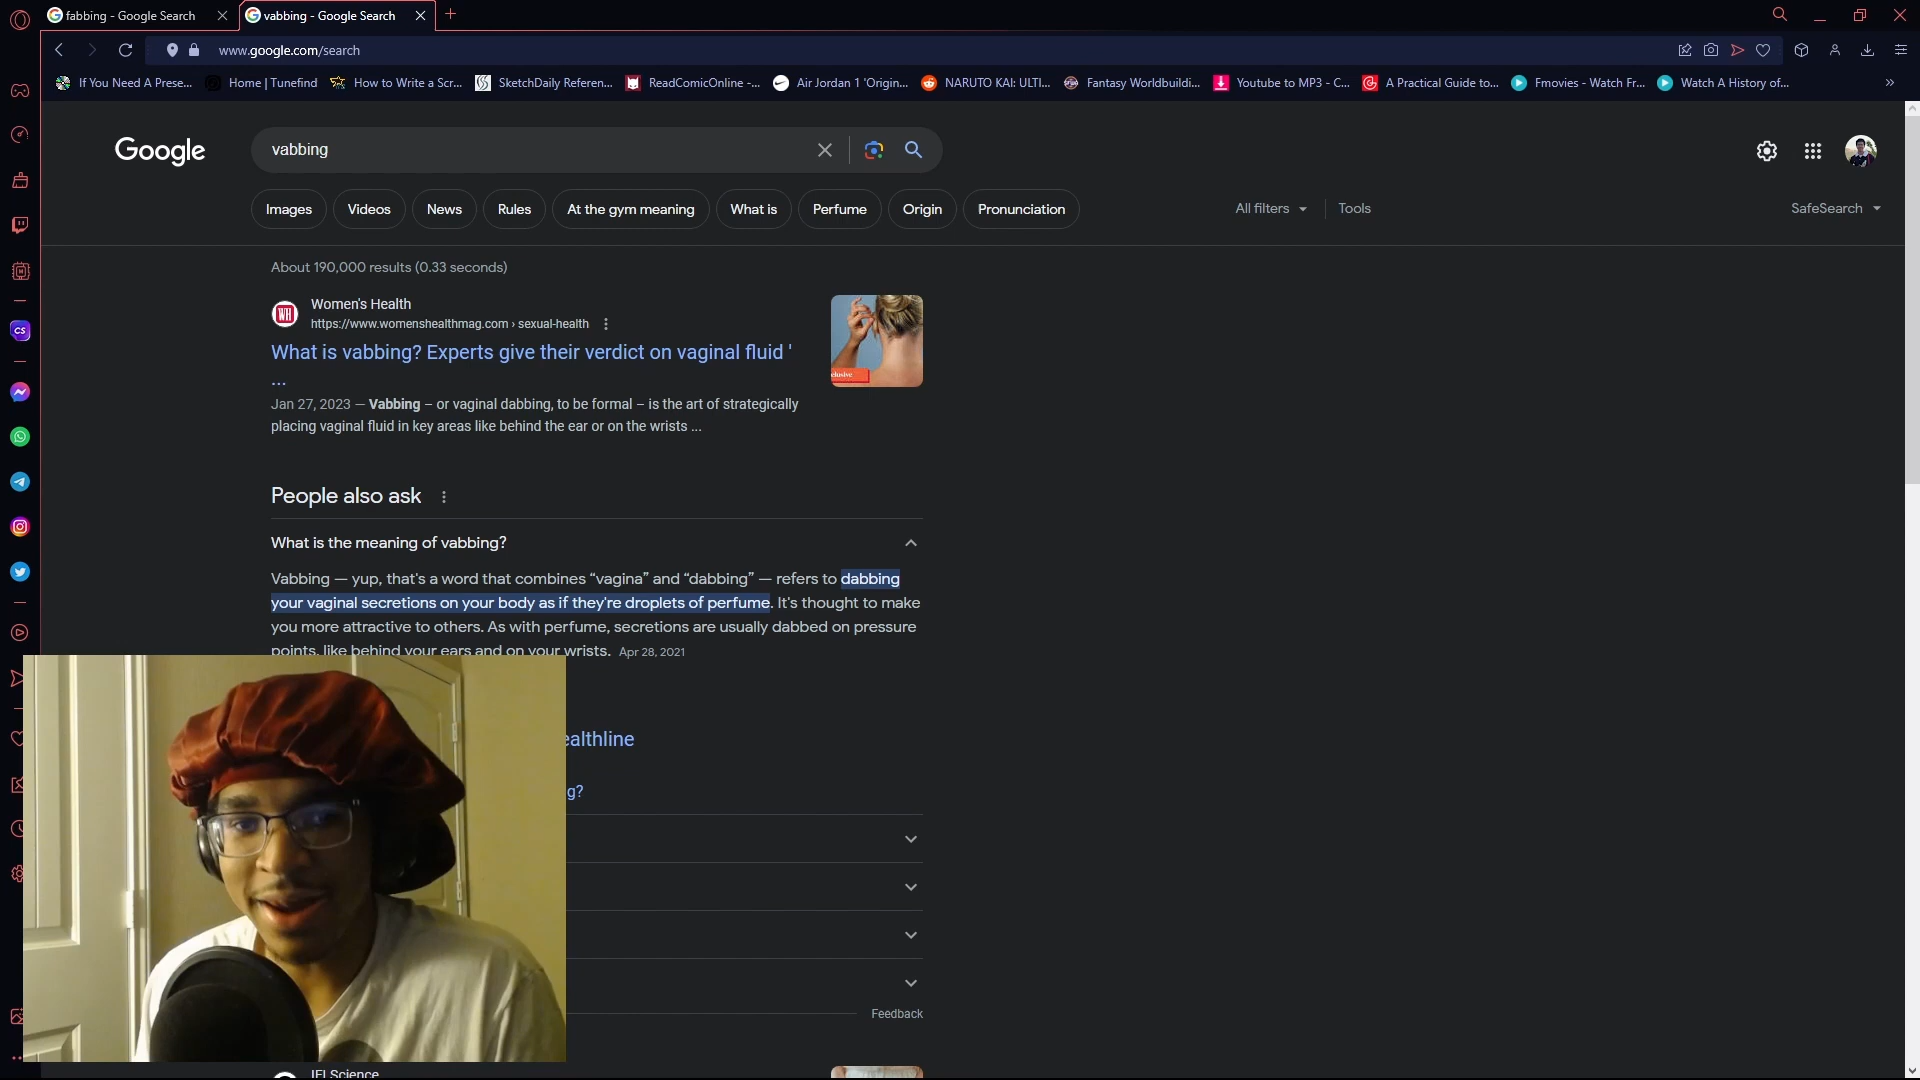 fabbing - Google Search
vabbing - Google Search
www.google.com/search
If You Need A Prese...
Home | Tunefind
How to Write a Scr...
SketchDaily Referen...
ReadComicOnline -...
Air Jordan 1 'Origin...
NARUTO KAI: ULTI...
Fantasy Worldbuildi...
Youtube to MP3 - C...
A Practical Guide to...
Fmovies - Watch Fr...
Watch A History of...
Google
vabbing
Images
Videos
News
Rules
At the gym meaning
What is
Perfume
Origin
Pronunciation
All filters
Tools
SafeSearch
About 190,000 results (0.33 seconds)
WH
Women's Health
https://www.womenshealthmag.com › sexual-health
What is vabbing? Experts give their verdict on vaginal fluid '
...
Jan 27, 2023 — Vabbing – or vaginal dabbing, to be formal – is the art of strategically
placing vaginal fluid in key areas like behind the ear or on the wrists ...
People also ask
What is the meaning of vabbing?
Vabbing — yup, that's a word that combines “vagina” and “dabbing” — refers to dabbing
your vaginal secretions on your body as if they're droplets of perfume. It's thought to make
you more attractive to others. As with perfume, secretions are usually dabbed on pressure
points, like behind your ears and on your wrists. Apr 28, 2021
ealthline
g?
Feedback
IFLScience
CS